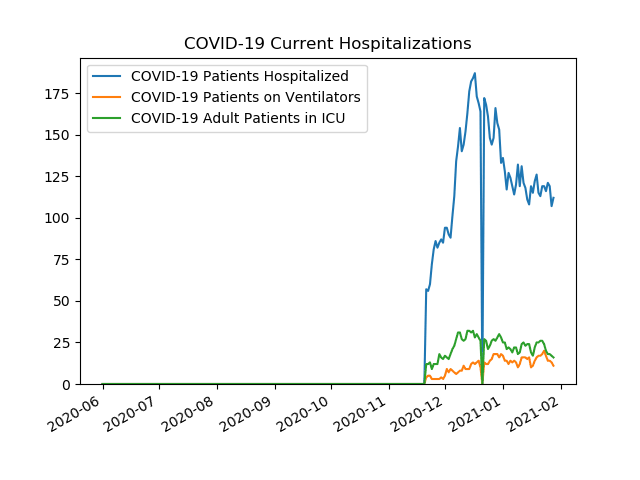 COVID-19 Current Hospitalizations
COVID-19 Patients Hospitalized
COVID-19 Patients on Ventilators
COVID-19 Adult Patients in ICU
175
150
125
100
75
50
25
0
2020-06 2020-07 2020-08 2020-09 2020-10 2020-11 2020-12 2021-01 2021-02